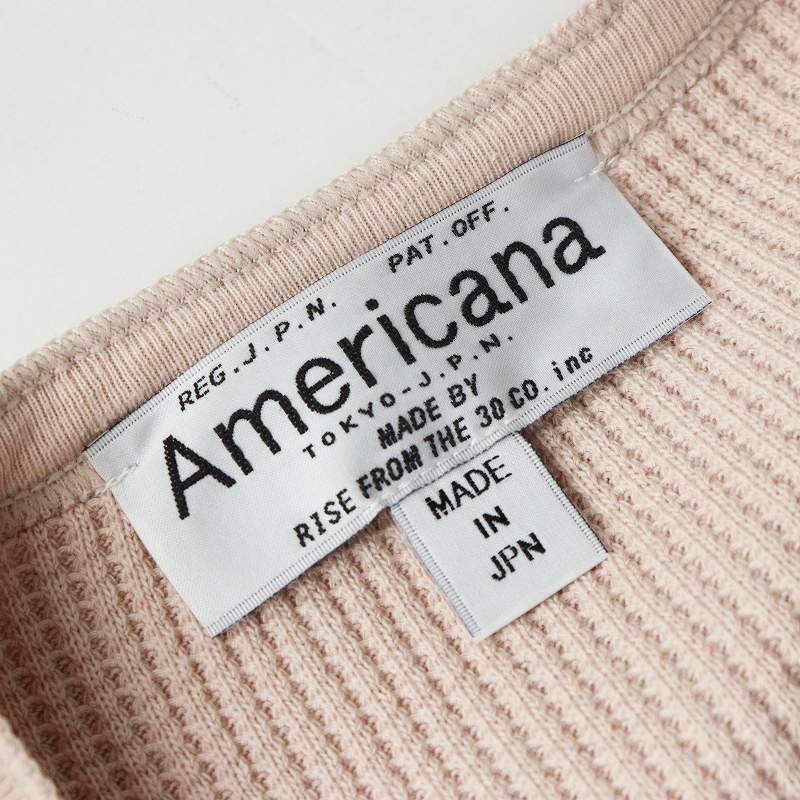 REG.J.P.N. PAT.OFF.
Americana
TOKYO-J.P.N.
MADE BY
RISE FROM THE 30 CO.inc
MADE
IN
JPN